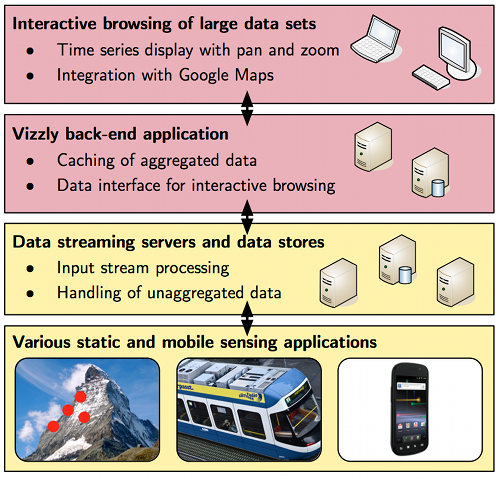 Interactive browsing of large data sets
• Time series display with pan and zoom
• Integration with Google Maps
Vizzly back-end application
• Caching of aggregated data
• Data interface for interactive browsing
Data streaming servers and data stores
• Input stream processing
• Handling of unaggregated data
Various static and mobile sensing applications